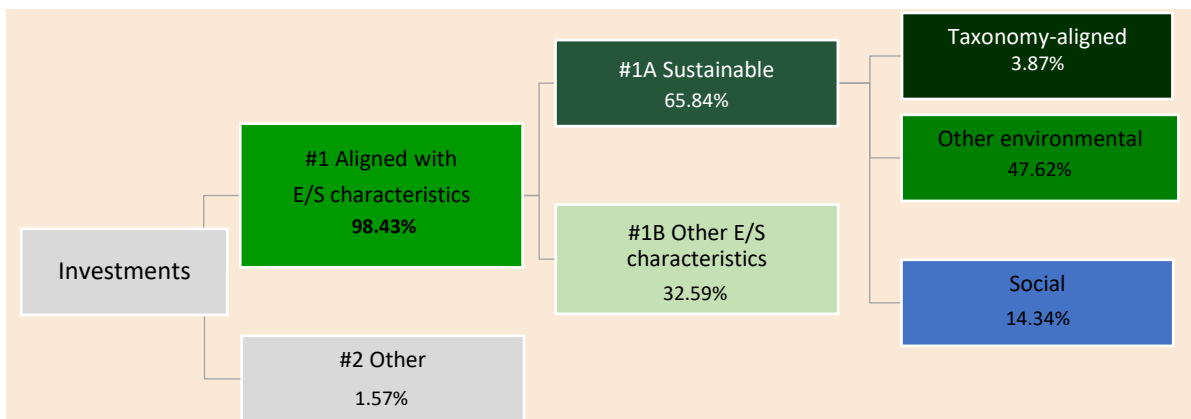 Investments
#1 Aligned with
E/S characteristics
98.43%
#2 Other
1.57%
#1A Sustainable
65.84%
#1B Other E/S
characteristics
32.59%
Taxonomy-aligned
3.87%
Other environmental
47.62%
Social
14.34%